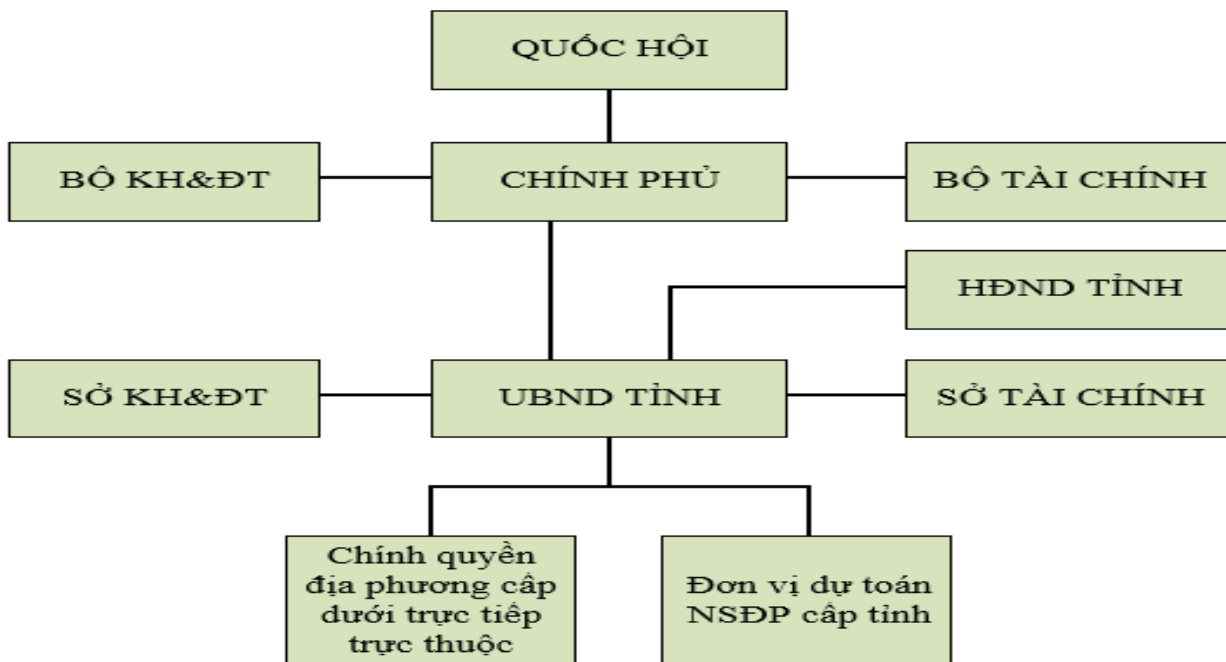 QUỐC HỘI
BỘ KH&ĐT
CHÍNH PHỦ
BỘ TÀI CHÍNH
HĐND TỈNH
SỞ KH&ĐT
UBND TỈNH
SỞ TÀI CHÍNH
Chính quyền
địa phương cấp
dưới trực tiếp
trực thuộc
Đơn vị dự toán
NSĐP cấp tỉnh